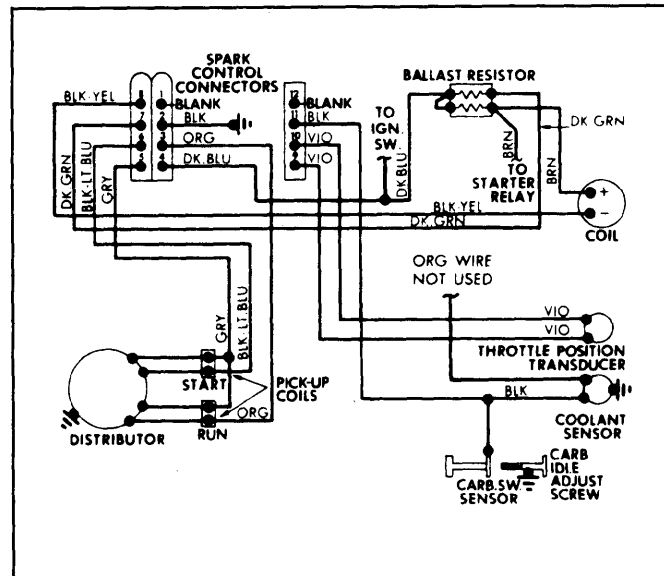 SPARK
CONTROL
CONNECTORS
BALLAST RESISTOR
BLK-YEL
8
1
BLANK
12
BLANK
7
2
BLK
11
BLK
6
3
ORG
10
VIO
5
4
DK.BLU
9
VIO
TO
IGN.
SW.
DK GRN
DK.GRN
BLK-LT BLU
GRY
DK.BLU
BRN
TO
STARTER
RELAY
BRN
+
−
COIL
BLK-YEL
DK.GRN
ORG WIRE
NOT USED
GRY
BLK-LT.BLU
VIO
VIO
THROTTLE POSITION
TRANSDUCER
START
PICK-UP
COILS
ORG
BLK
DISTRIBUTOR
RUN
COOLANT
SENSOR
CARB.SW.
SENSOR
CARB
IDLE
ADJUST
SCREW